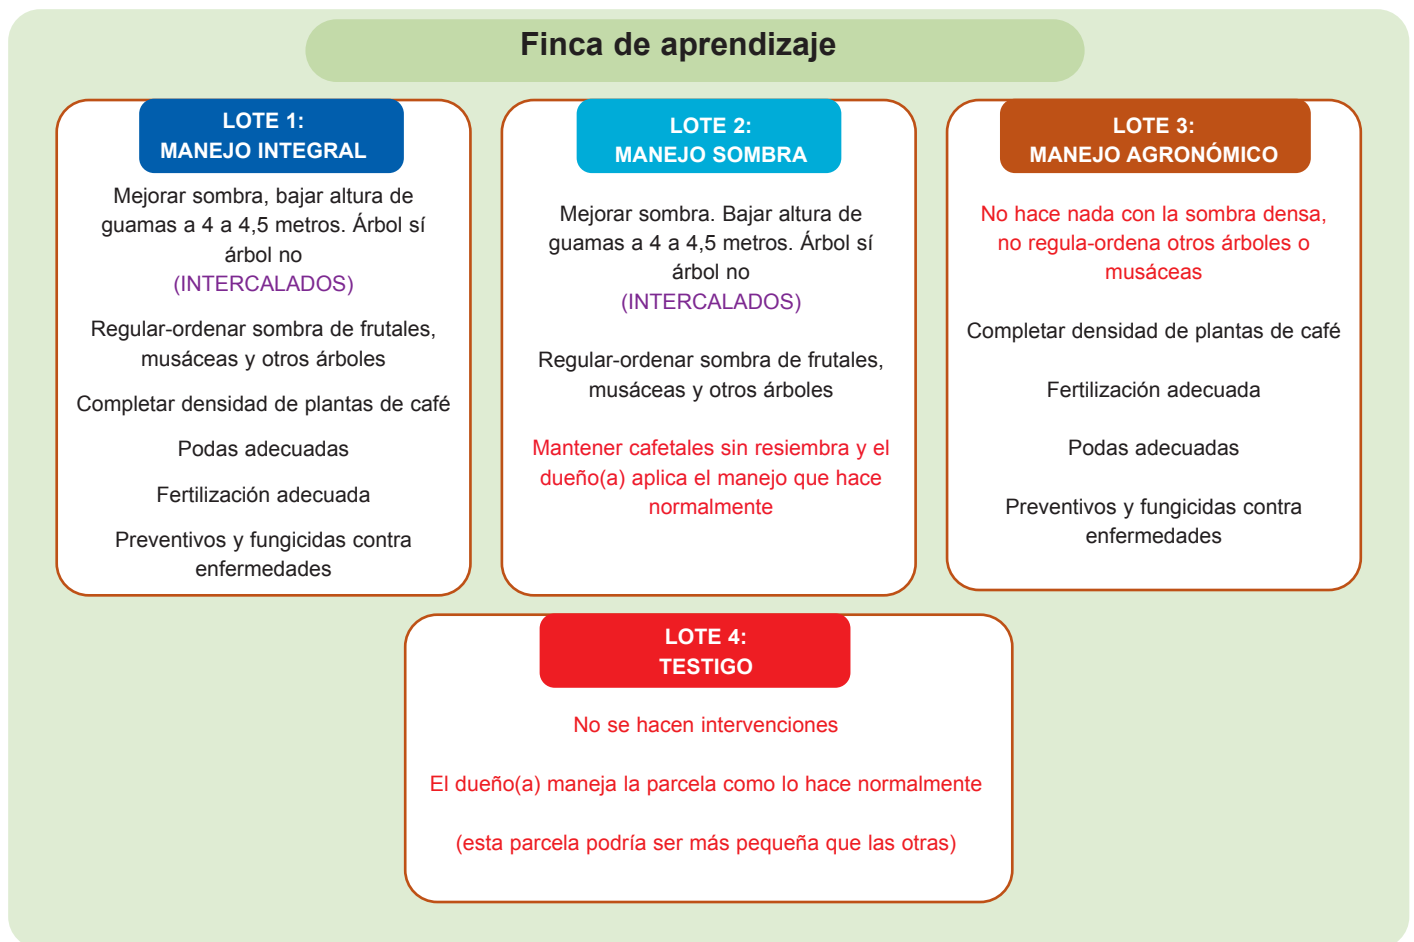 Finca de aprendizaje
LOTE 1:
MANEJO INTEGRAL
Mejorar sombra, bajar altura de
guamas a 4 a 4,5 metros. Árbol sí
árbol no
(INTERCALADOS)
Regular-ordenar sombra de frutales,
musáceas y otros árboles
Completar densidad de plantas de café
Podas adecuadas
Fertilización adecuada
Preventivos y fungicidas contra
enfermedades
LOTE 2:
MANEJO SOMBRA
Mejorar sombra. Bajar altura de
guamas a 4 a 4,5 metros. Árbol sí
árbol no
(INTERCALADOS)
Regular-ordenar sombra de frutales,
musáceas y otros árboles
Mantener cafetales sin resiembra y el
dueño(a) aplica el manejo que hace
normalmente
LOTE 3:
MANEJO AGRONÓMICO
No hace nada con la sombra densa,
no regula-ordena otros árboles o
musáceas
Completar densidad de plantas de café
Fertilización adecuada
Podas adecuadas
Preventivos y fungicidas contra
enfermedades
LOTE 4:
TESTIGO
No se hacen intervenciones
El dueño(a) maneja la parcela como lo hace normalmente
(esta parcela podría ser más pequeña que las otras)